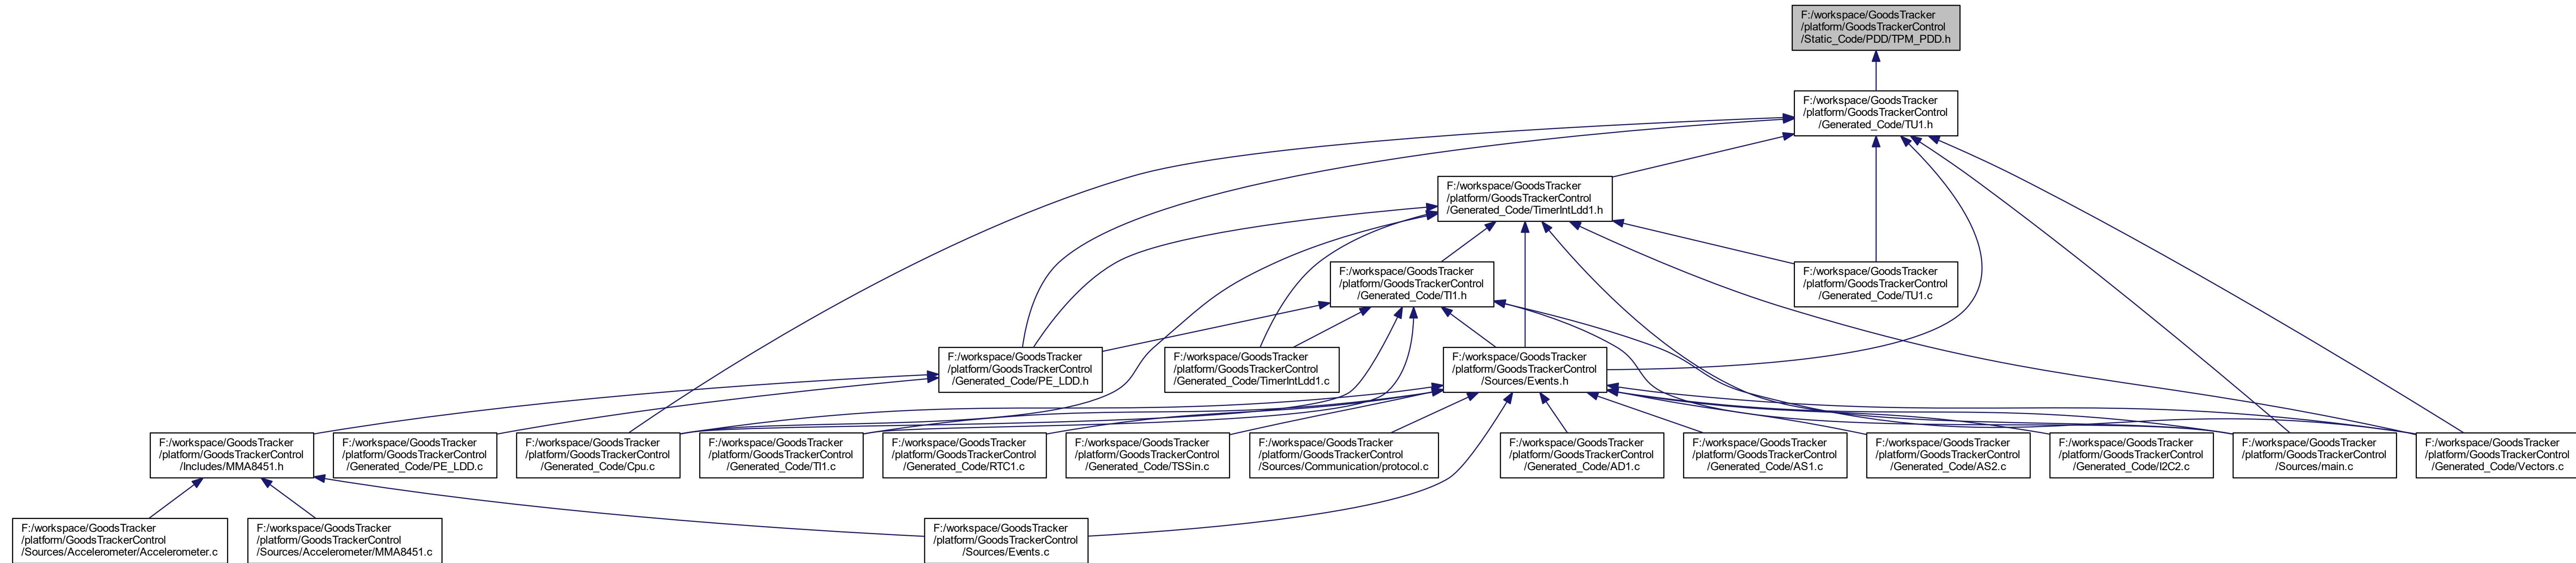 F:/workspace/GoodsTracker
/platform/GoodsTrackerControl
/Static_Code/PDD/TPM_PDD.h
F:/workspace/GoodsTracker
/platform/GoodsTrackerControl
/Generated_Code/TU1.h
F:/workspace/GoodsTracker
/platform/GoodsTrackerControl
/Generated_Code/TimerIntLdd1.h
F:/workspace/GoodsTracker
/platform/GoodsTrackerControl
/Generated_Code/TI1.h
F:/workspace/GoodsTracker
/platform/GoodsTrackerControl
/Generated_Code/TU1.c
F:/workspace/GoodsTracker
/platform/GoodsTrackerControl
/Generated_Code/PE_LDD.h
F:/workspace/GoodsTracker
/platform/GoodsTrackerControl
/Generated_Code/TimerIntLdd1.c
F:/workspace/GoodsTracker
/platform/GoodsTrackerControl
/Sources/Events.h
F:/workspace/GoodsTracker
/platform/GoodsTrackerControl
/Includes/MMA8451.h
F:/workspace/GoodsTracker
/platform/GoodsTrackerControl
/Generated_Code/PE_LDD.c
F:/workspace/GoodsTracker
/platform/GoodsTrackerControl
/Generated_Code/Cpu.c
F:/workspace/GoodsTracker
/platform/GoodsTrackerControl
/Generated_Code/TI1.c
F:/workspace/GoodsTracker
/platform/GoodsTrackerControl
/Generated_Code/RTC1.c
F:/workspace/GoodsTracker
/platform/GoodsTrackerControl
/Generated_Code/TSSin.c
F:/workspace/GoodsTracker
/platform/GoodsTrackerControl
/Sources/Communication/protocol.c
F:/workspace/GoodsTracker
/platform/GoodsTrackerControl
/Generated_Code/AD1.c
F:/workspace/GoodsTracker
/platform/GoodsTrackerControl
/Generated_Code/AS1.c
F:/workspace/GoodsTracker
/platform/GoodsTrackerControl
/Generated_Code/AS2.c
F:/workspace/GoodsTracker
/platform/GoodsTrackerControl
/Generated_Code/I2C2.c
F:/workspace/GoodsTracker
/platform/GoodsTrackerControl
/Sources/main.c
F:/workspace/GoodsTracker
/platform/GoodsTrackerControl
/Generated_Code/Vectors.c
F:/workspace/GoodsTracker
/platform/GoodsTrackerControl
/Sources/Accelerometer/Accelerometer.c
F:/workspace/GoodsTracker
/platform/GoodsTrackerControl
/Sources/Accelerometer/MMA8451.c
F:/workspace/GoodsTracker
/platform/GoodsTrackerControl
/Sources/Events.c